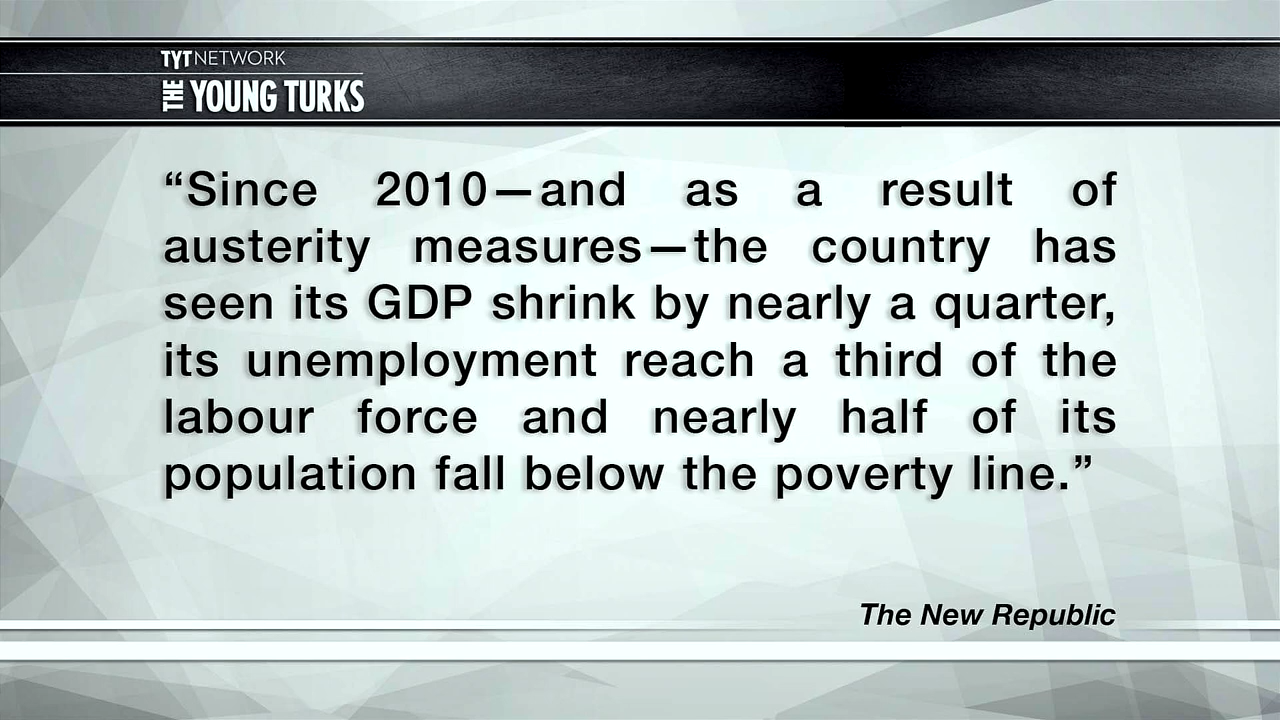 TYTNETWORK
THE YOUNG TURKS
“Since 2010—and as a result of
austerity measures—the country has
seen its GDP shrink by nearly a quarter,
its unemployment reach a third of the
labour force and nearly half of its
population fall below the poverty line.”
The New Republic